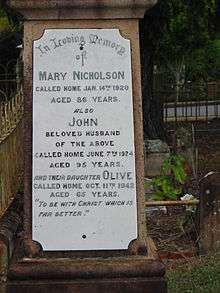 In Loving Memory
of
MARY NICHOLSON
CALLED HOME JAN. 14TH 1920
AGED 86 YEARS.
ALSO
JOHN
BELOVED HUSBAND
OF THE ABOVE
CALLED HOME JUNE 7TH 1924
AGED 95 YEARS.
AND THEIR DAUGHTER OLIVE
CALLED HOME OCT. 11TH 1942
AGED 65 YEARS.
"TO BE WITH CHRIST WHICH IS
FAR BETTER."